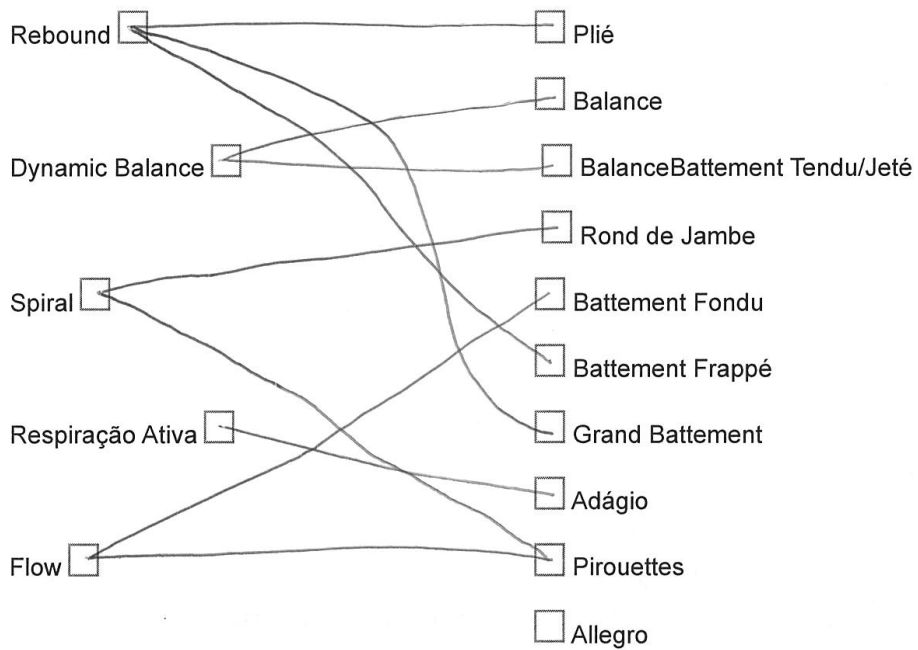 Rebound
Plié
Balance
Dynamic Balance
BalanceBattement Tendu/Jeté
Rond de Jambe
Spiral
Battement Fondu
Battement Frappé
Respiração Ativa
Grand Battement
Adágio
Flow
Pirouettes
Allegro